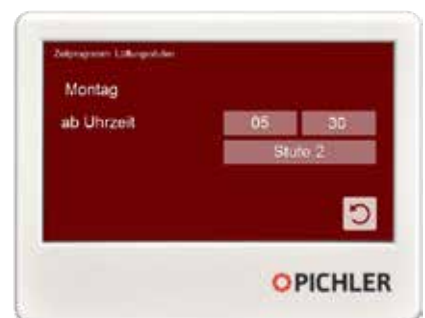 Zeitprogramm Lüftungsstufen
Montag
ab Uhrzeit 05 30
Stufe 2
PICHLER